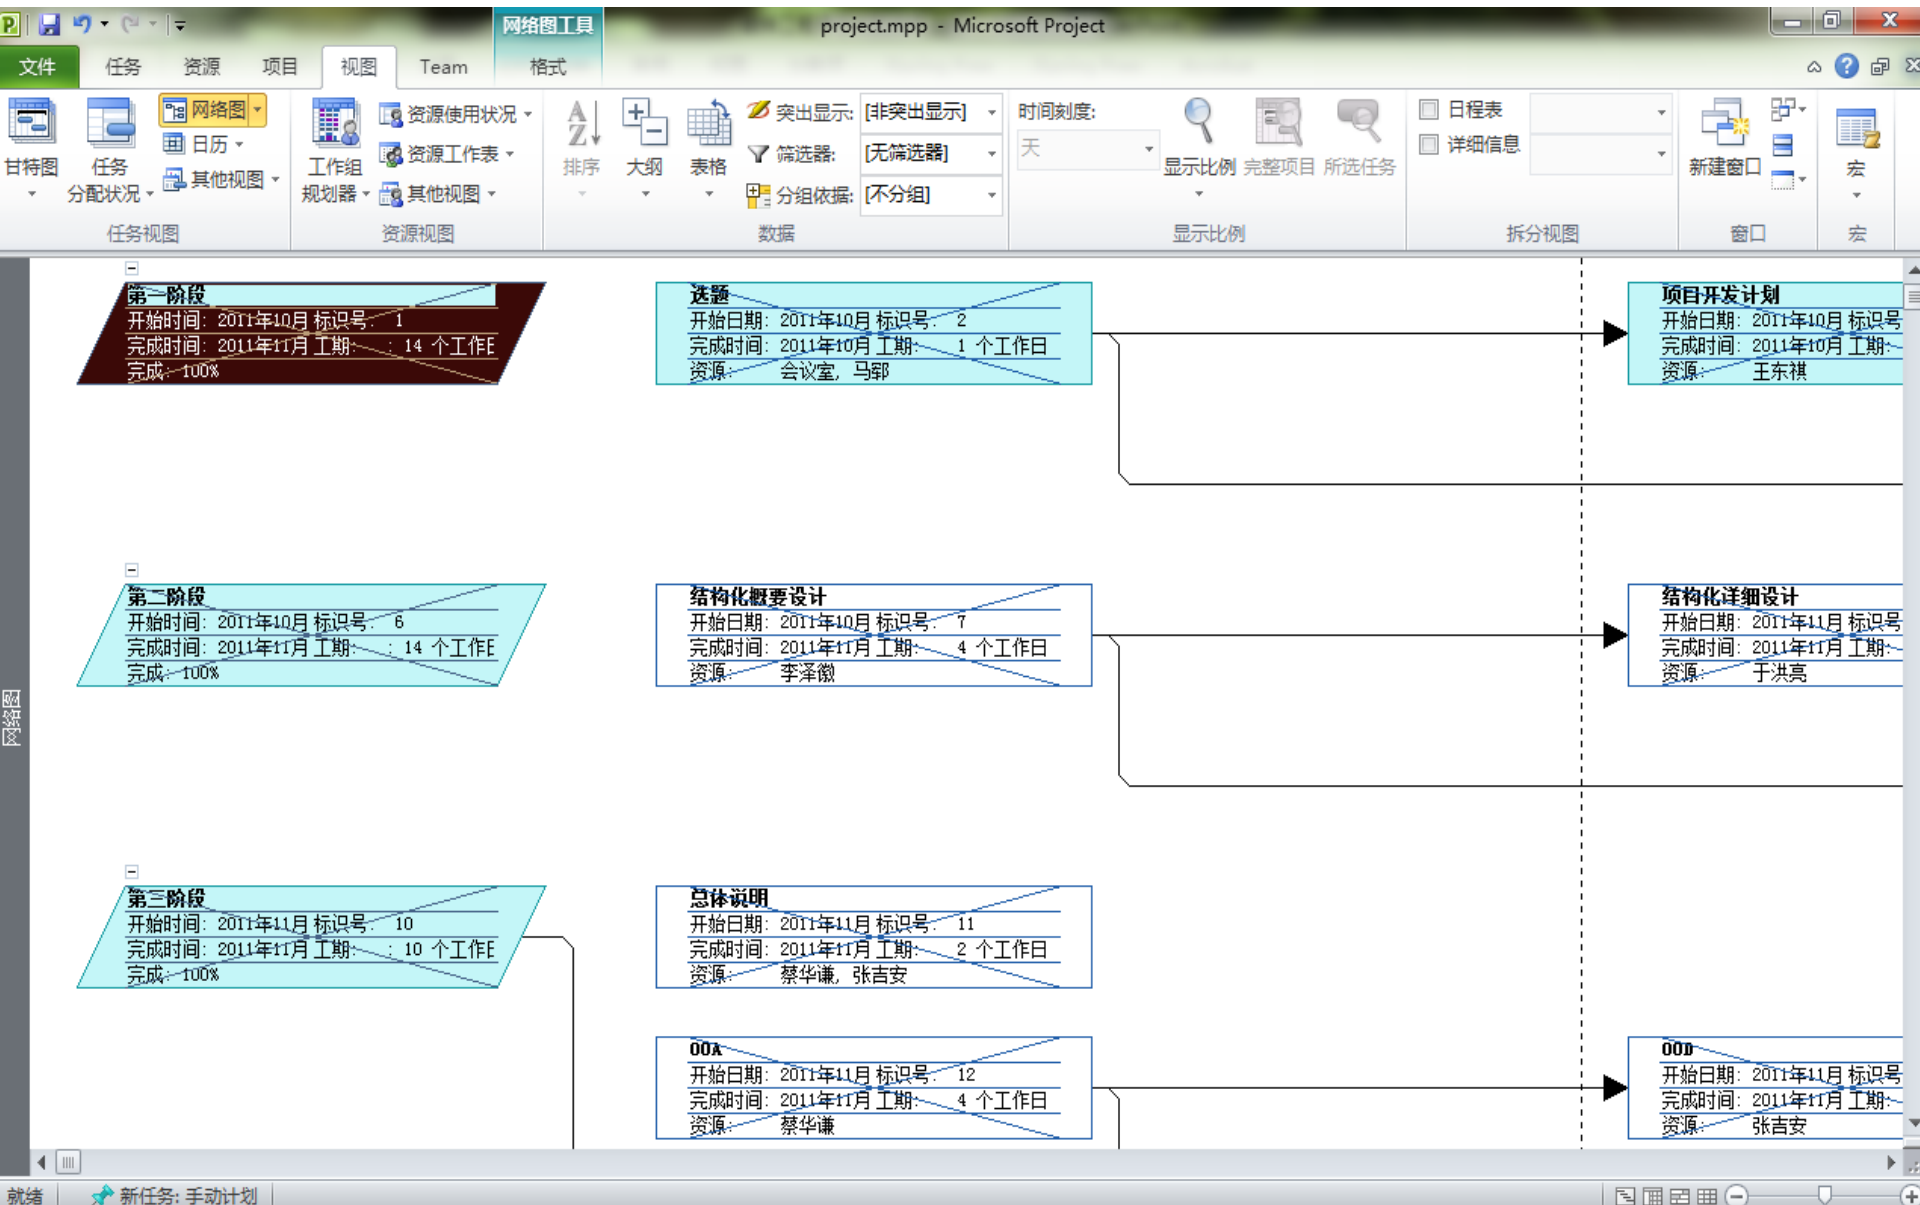 网络图工具
project.mpp - Microsoft Project
文件 任务 资源 项目 视图 Team 格式
甘特图
任务
分配状况
网络图
日历
其他视图
任务视图
工作组
规划器
资源使用状况
资源工作表
其他视图
资源视图
排序
大纲
表格
突出显示: [非突出显示]
筛选器: [无筛选器]
分组依据: [不分组]
数据
时间刻度:
天
显示比例
完整项目
所选任务
显示比例
日程表
详细信息
拆分视图
新建窗口
窗口
宏
宏
网络图
第一阶段
开始时间: 2011年10月 标识号: 1
完成时间: 2011年11月 工期: : 14 个工作日
完成: 100%
选题
开始日期: 2011年10月 标识号: 2
完成时间: 2011年10月 工期: 1 个工作日
资源: 会议室, 马郓
项目开发计划
开始日期: 2011年10月 标识号
完成时间: 2011年10月 工期:
资源: 王东祺
第二阶段
开始时间: 2011年10月 标识号: 6
完成时间: 2011年11月 工期: : 14 个工作日
完成: 100%
结构化概要设计
开始日期: 2011年10月 标识号: 7
完成时间: 2011年11月 工期: 4 个工作日
资源: 李泽徽
结构化详细设计
开始日期: 2011年11月 标识号
完成时间: 2011年11月 工期:
资源: 于洪亮
第三阶段
开始时间: 2011年11月 标识号: 10
完成时间: 2011年11月 工期: : 10 个工作日
完成: 100%
总体说明
开始日期: 2011年11月 标识号: 11
完成时间: 2011年11月 工期: 2 个工作日
资源: 蔡华谦, 张吉安
OOA
开始日期: 2011年11月 标识号: 12
完成时间: 2011年11月 工期: 4 个工作日
资源: 蔡华谦
OOD
开始日期: 2011年11月 标识号
完成时间: 2011年11月 工期:
资源: 张吉安
就绪 新任务: 手动计划